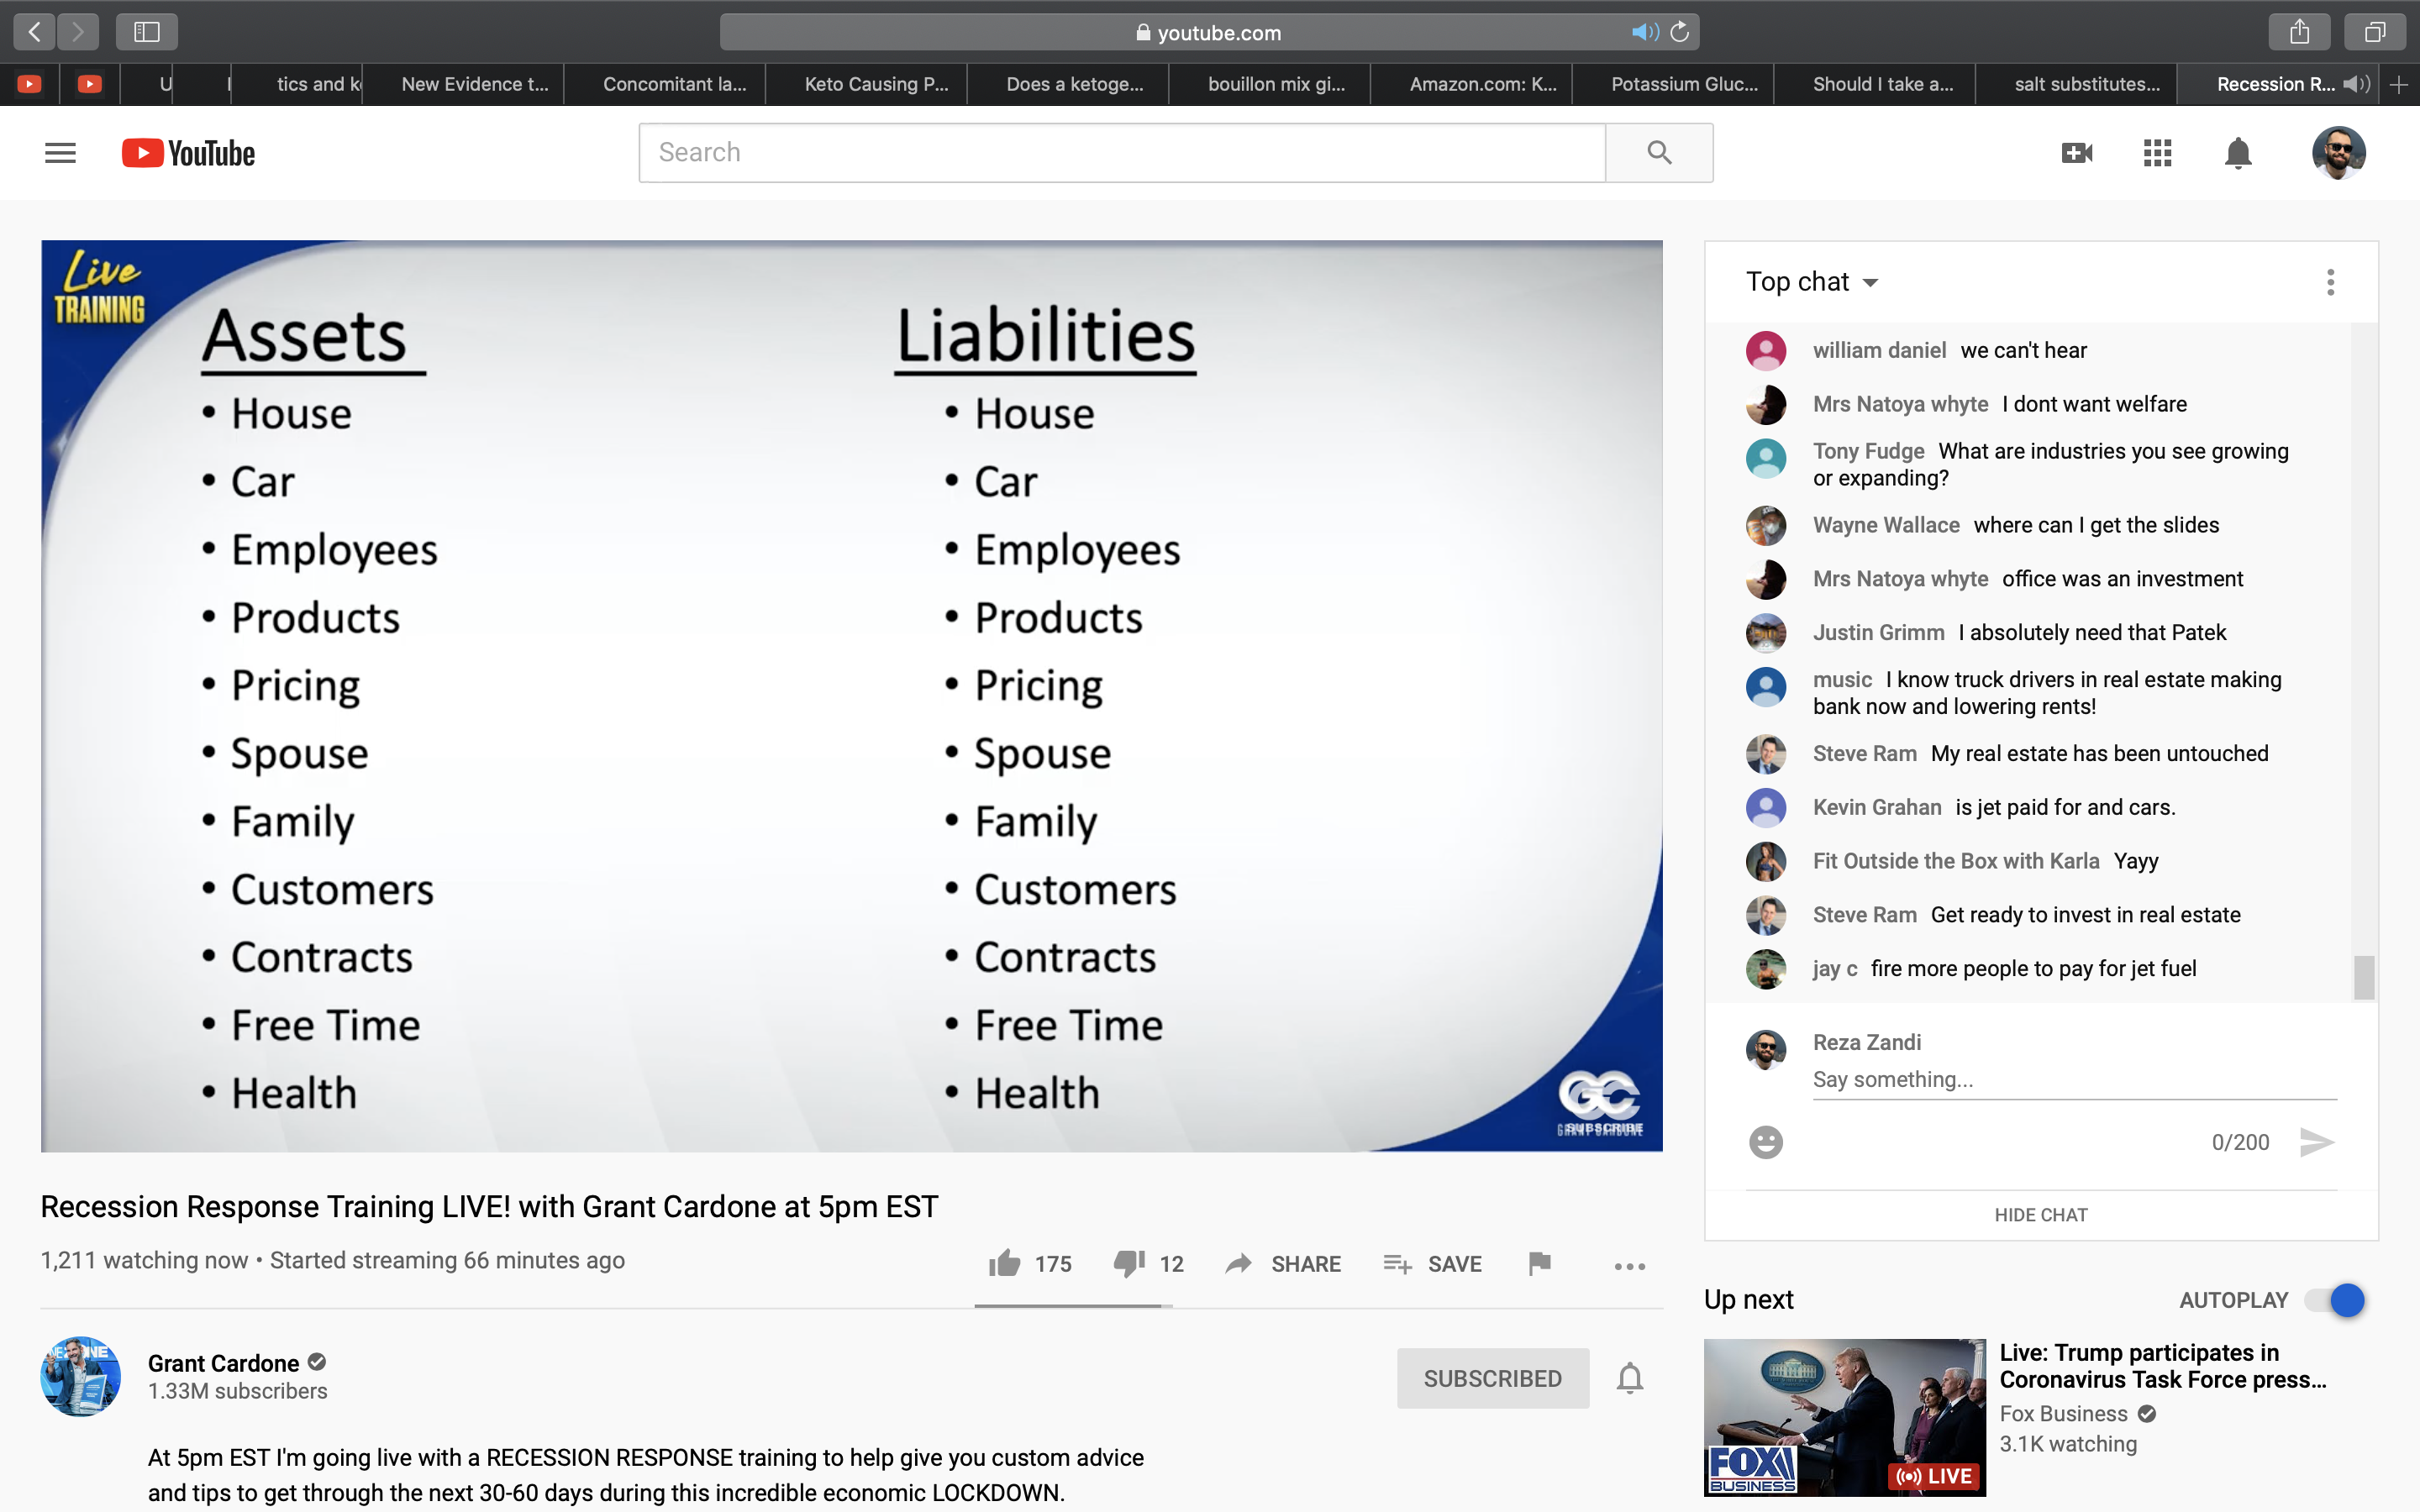 youtube.com
U
tics and k
New Evidence t...
Concomitant la...
Keto Causing P...
Does a ketoge...
bouillon mix gi...
Amazon.com: K...
Potassium Gluc...
Should I take a...
salt substitutes...
Recession R...
YouTube
Search
Live
TRAINING
Assets
• House
• Car
• Employees
• Products
• Pricing
• Spouse
• Family
• Customers
• Contracts
• Free Time
• Health
Liabilities
• House
• Car
• Employees
• Products
• Pricing
• Spouse
• Family
• Customers
• Contracts
• Free Time
• Health
GC
SUBSCRIBE
Top chat
william daniel we can't hear
Mrs Natoya whyte I dont want welfare
Tony Fudge What are industries you see growing
or expanding?
Wayne Wallace where can I get the slides
Mrs Natoya whyte office was an investment
Justin Grimm I absolutely need that Patek
music I know truck drivers in real estate making
bank now and lowering rents!
Steve Ram My real estate has been untouched
Kevin Grahan is jet paid for and cars.
Fit Outside the Box with Karla Yayy
Steve Ram Get ready to invest in real estate
jay c fire more people to pay for jet fuel
Reza Zandi
Say something...
0/200
HIDE CHAT
Recession Response Training LIVE! with Grant Cardone at 5pm EST
1,211 watching now • Started streaming 66 minutes ago
175
12
SHARE
SAVE
Grant Cardone
1.33M subscribers
SUBSCRIBED
At 5pm EST I'm going live with a RECESSION RESPONSE training to help give you custom advice
and tips to get through the next 30-60 days during this incredible economic LOCKDOWN.
Up next
AUTOPLAY
FOX
BUSINESS
LIVE
Live: Trump participates in
Coronavirus Task Force press...
Fox Business
3.1K watching